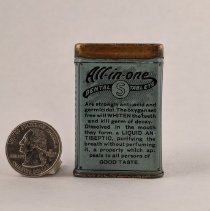 All-in-one
DENTAL S TABLETS
Are strongly antiacid and
germicidal. The oxygen set
free will WHITEN the teeth
and kill germ of decay.
Dissolved in the mouth
they form a LIQUID AN-
TISEPTIC, purifying the
breath without perfuming
it, a property which ap-
peals to all persons of
GOOD TASTE.